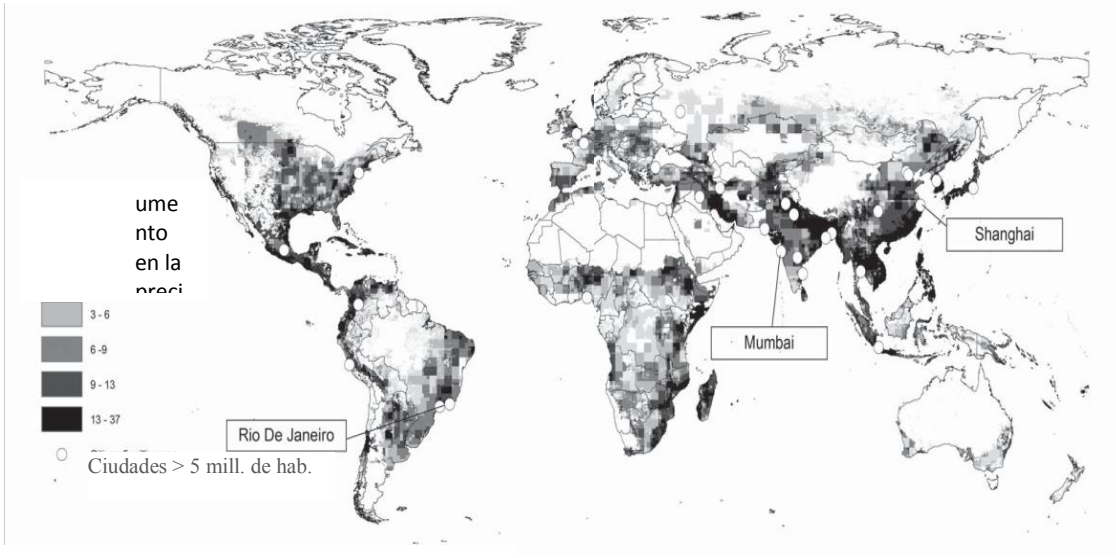 ume
nto
en la
preci
3 - 6
6 -9
9 - 13
13 - 37
Ciudades > 5 mill. de hab.
Rio De Janeiro
Mumbai
Shanghai